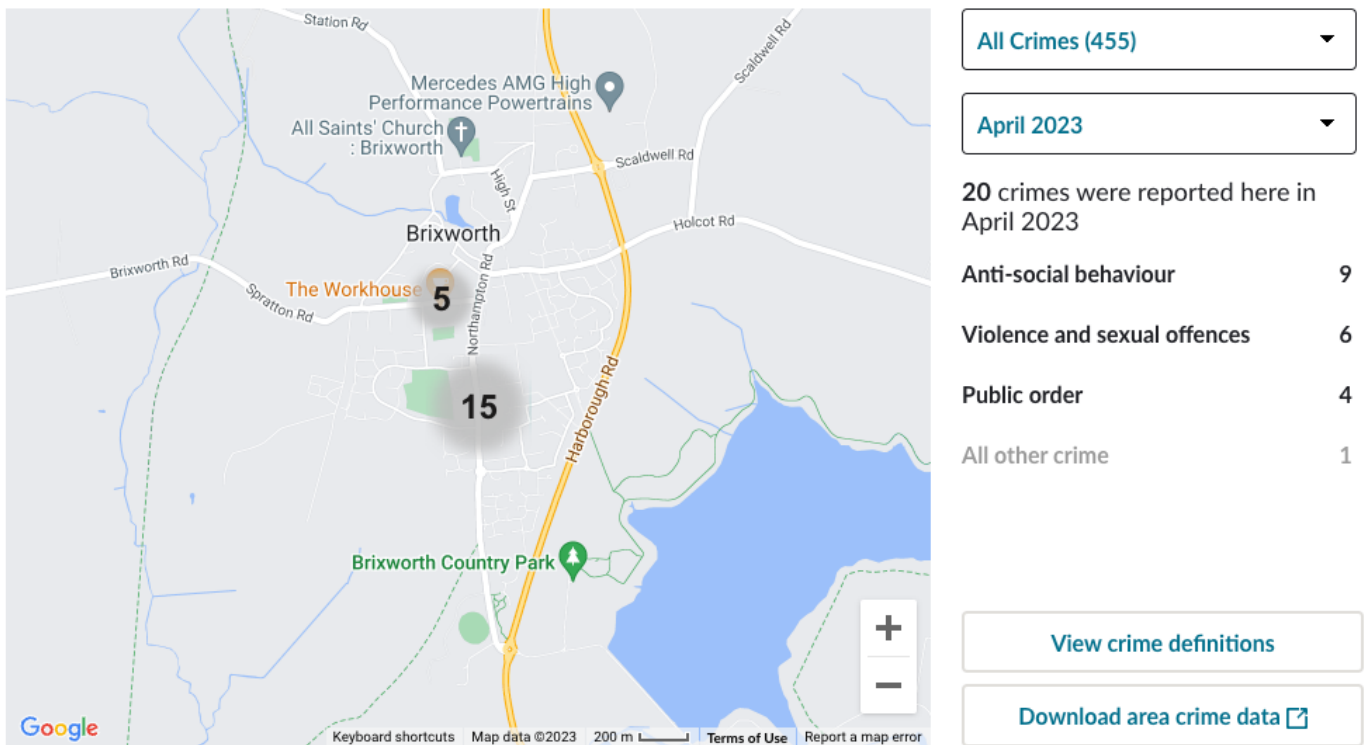 Station Rd
Scaldwell Rd
Mercedes AMG High
Performance Powertrains
All Saints' Church
: Brixworth
Scaldwell Rd
High St
Holcot Rd
Brixworth
Brixworth Rd
The Workhouse
5
Spratton Rd
Northampton Rd
15
Harborough Rd
Brixworth Country Park
+
−
Google
Keyboard shortcuts Map data ©2023 200 m Terms of Use Report a map error
All Crimes (455)
April 2023
20 crimes were reported here in
April 2023
Anti-social behaviour 9
Violence and sexual offences 6
Public order 4
All other crime 1
View crime definitions
Download area crime data